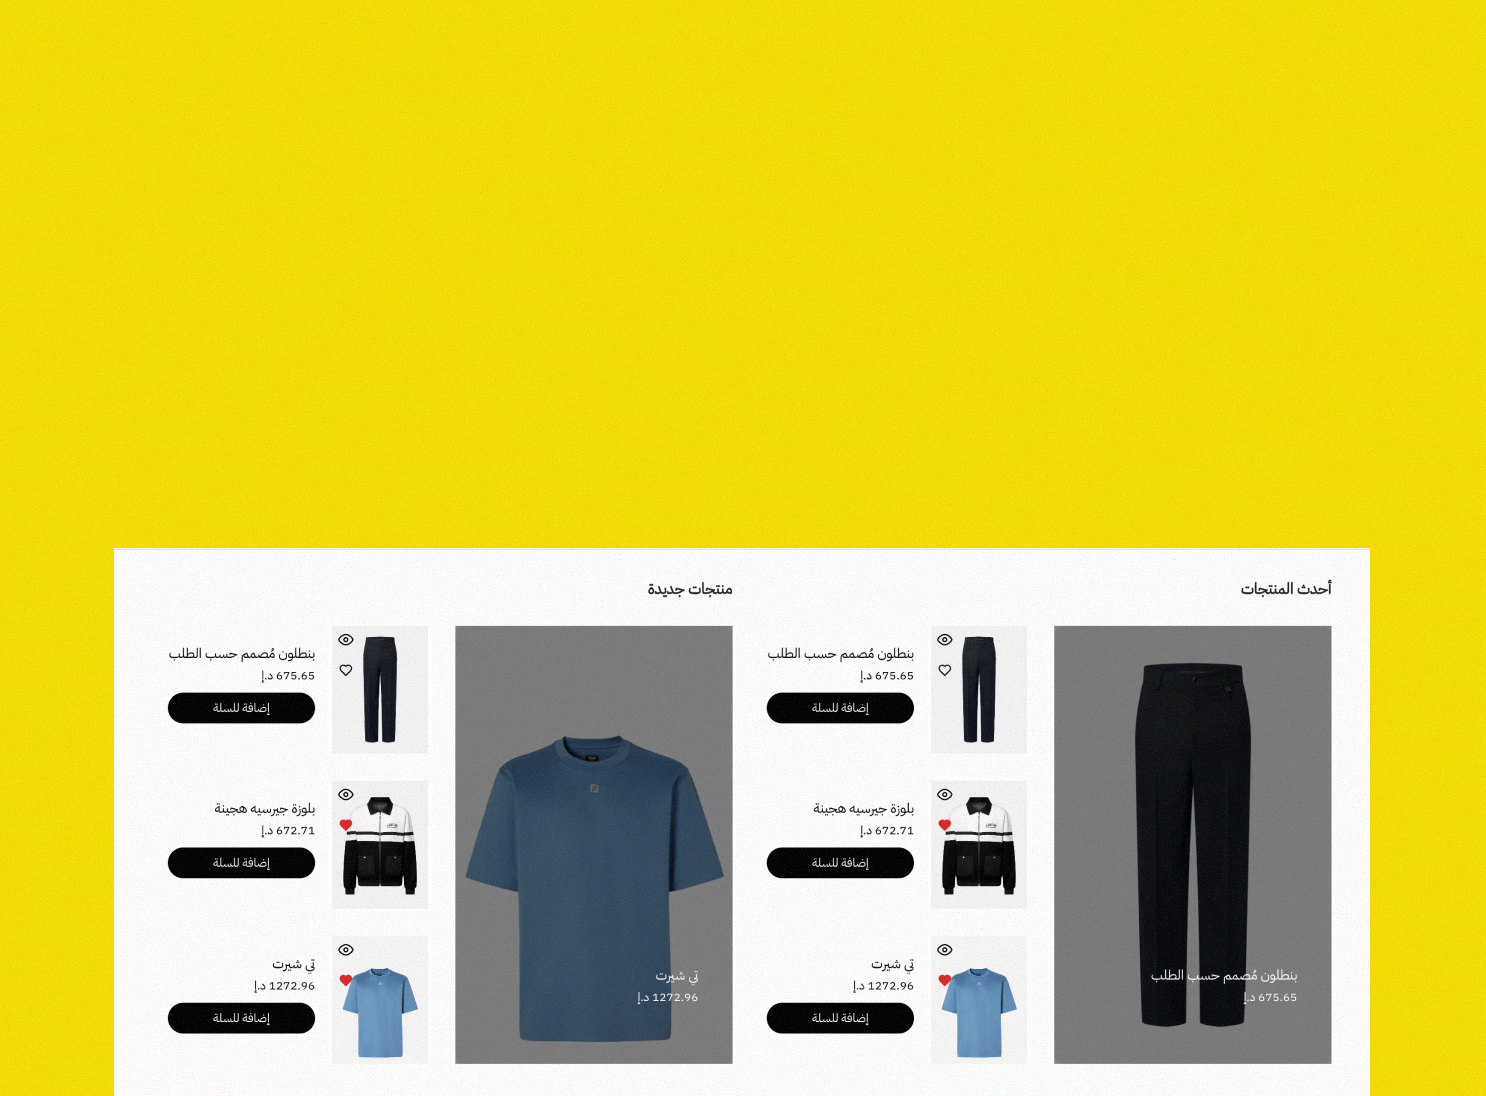 أحدث المنتجات
بنطلون مُصمم حسب الطلب
675.65 د.إ
بنطلون مُصمم حسب الطلب
675.65 د.إ
إضافة للسلة
بلوزة جيرسيه هجينة
672.71 د.إ
إضافة للسلة
تي شيرت
1272.96 د.إ
إضافة للسلة
منتجات جديدة
تي شيرت
1272.96 د.إ
بنطلون مُصمم حسب الطلب
675.65 د.إ
إضافة للسلة
بلوزة جيرسيه هجينة
672.71 د.إ
إضافة للسلة
تي شيرت
1272.96 د.إ
إضافة للسلة